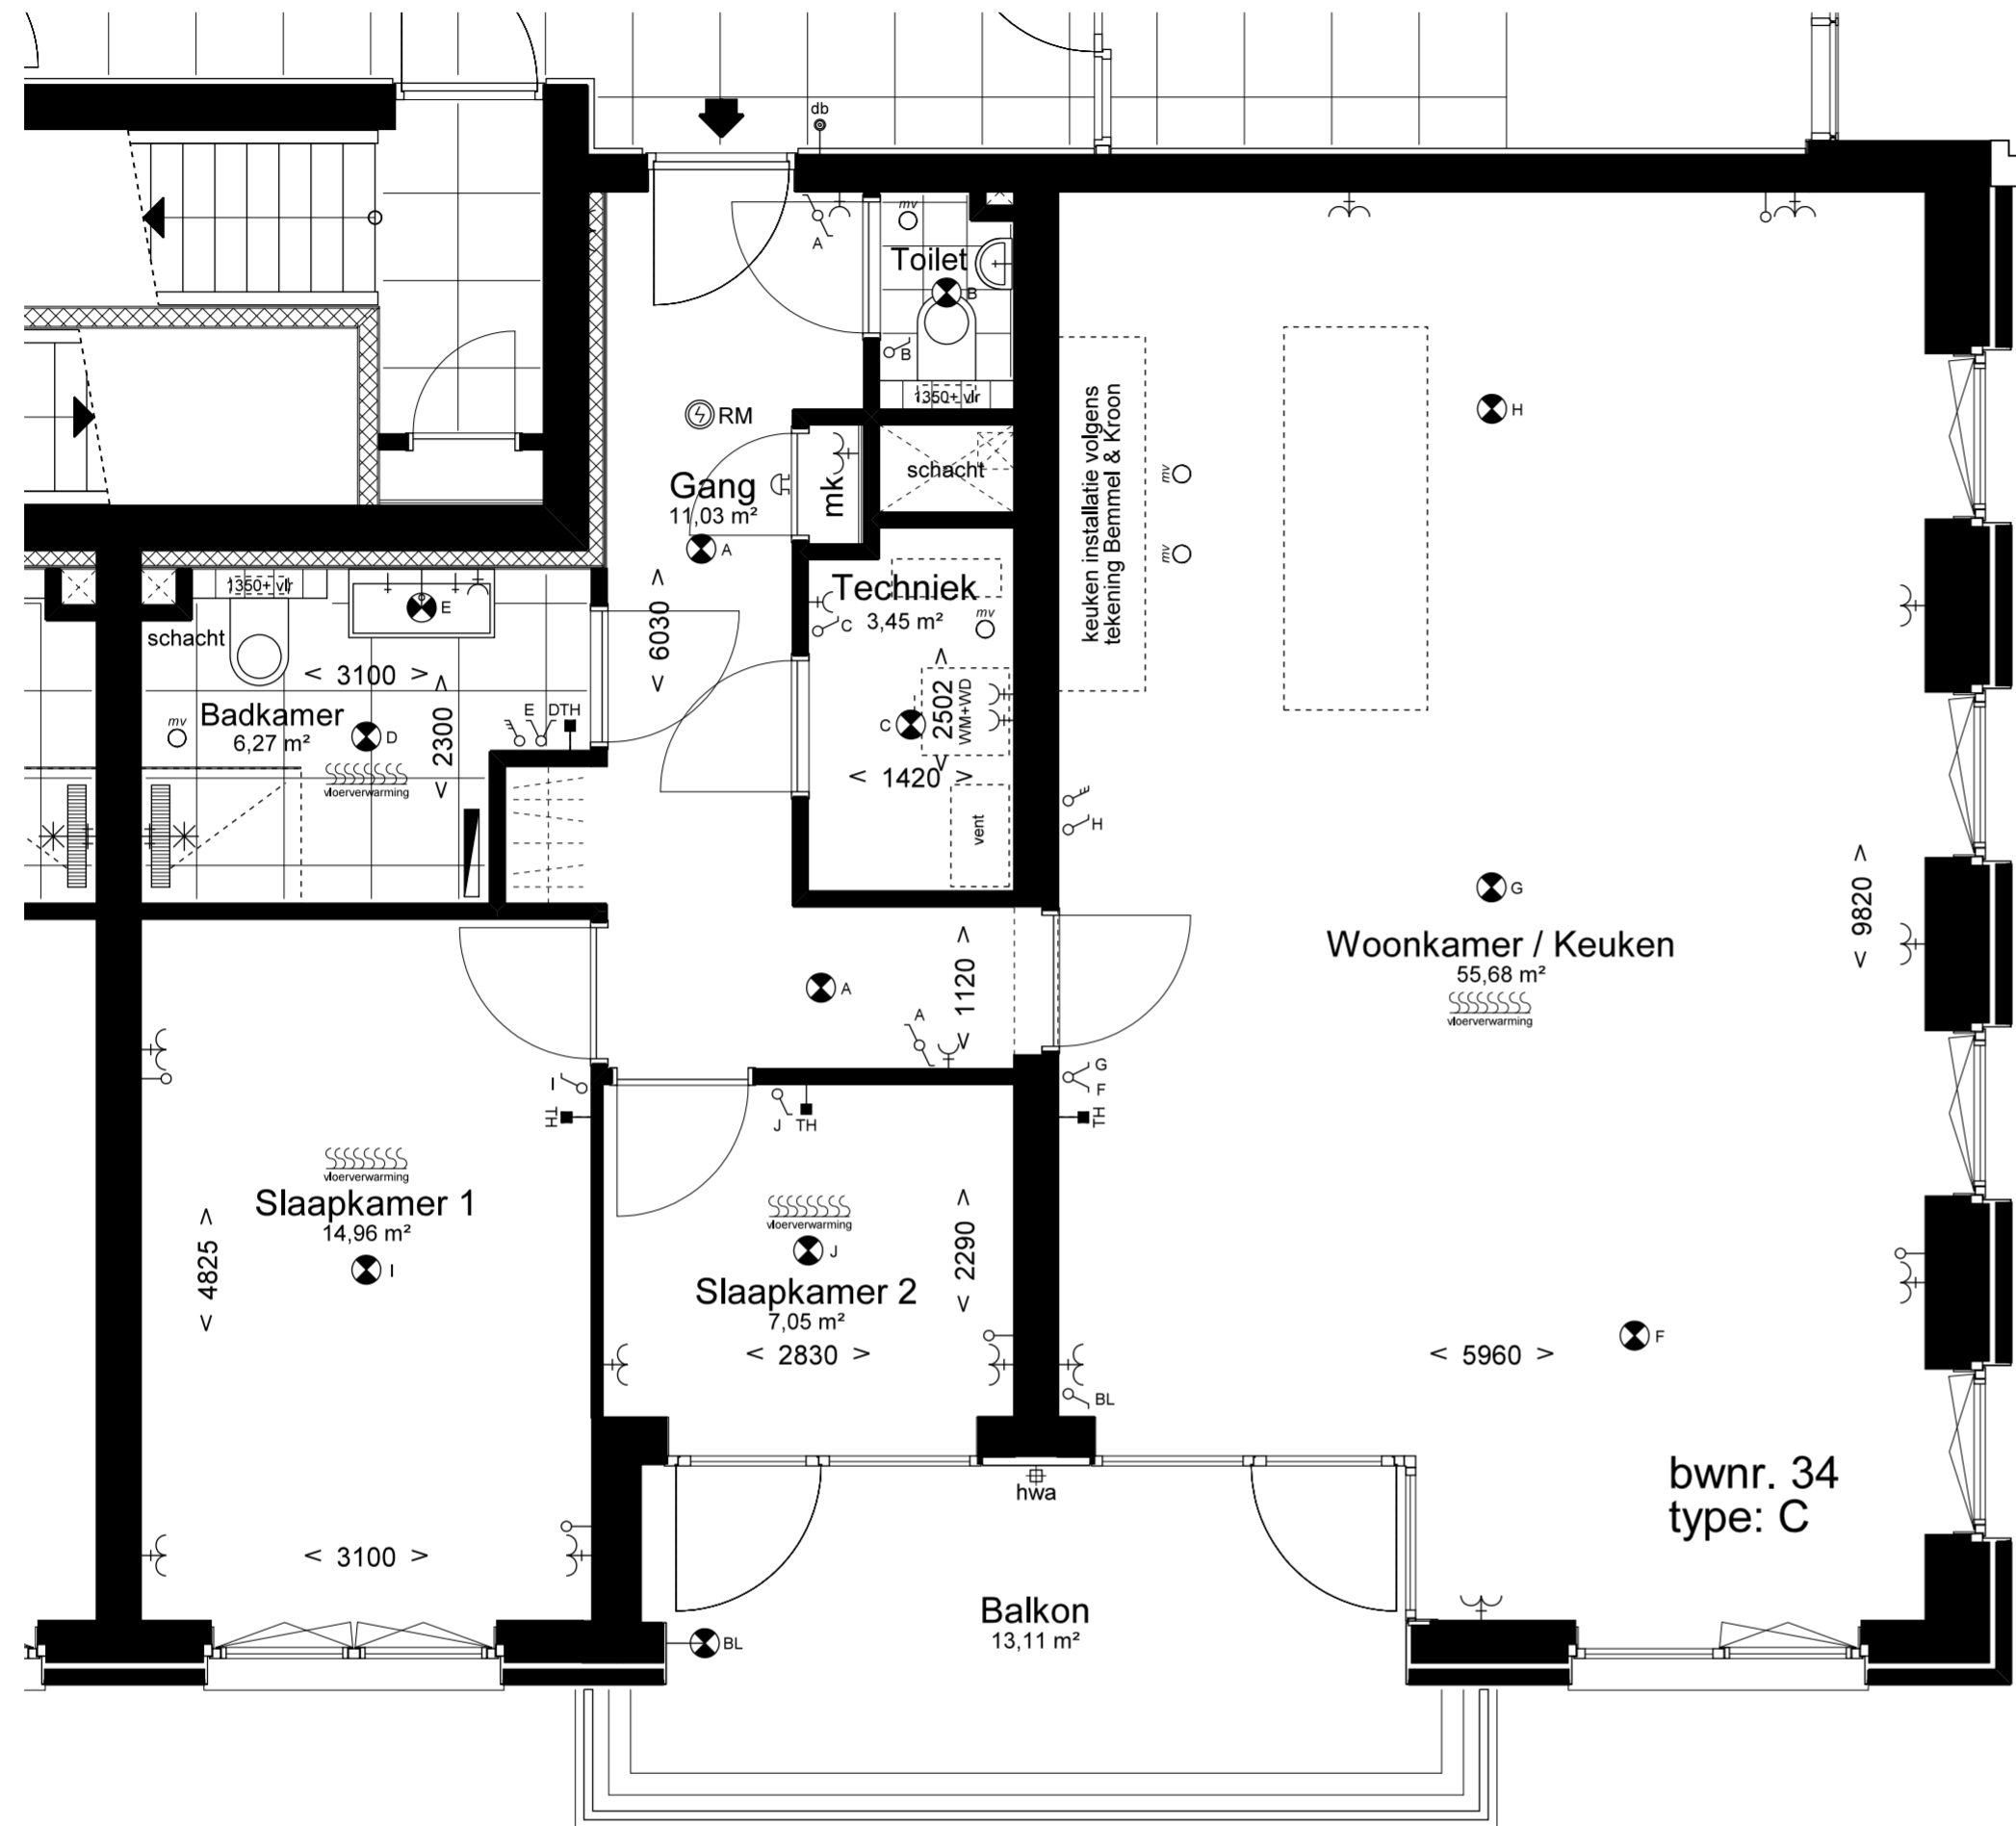 db
mv
A
Toilet
B
B
1350+ vlr
RM
H
keuken installatie volgens
tekening Bemmel & Kroon
schacht
mv
mk
Gang
11,03 m²
A
mv
1350+ vlr
E
Techniek
3,45 m²
mv
C
< 6030 >
schacht
< 3100 >
Badkamer
6,27 m²
mv
D
< 2300 >
E
DTH
vloerverwarming
C
< 2502 >
WM+WD
< 1420 >
vent
H
G
Woonkamer / Keuken
55,68 m²
vloerverwarming
< 9820 >
A
A
< 1120 >
G
F
TH
I
TH
J
TH
vloerverwarming
Slaapkamer 1
14,96 m²
I
< 4825 >
vloerverwarming
J
Slaapkamer 2
7,05 m²
< 2830 >
< 2290 >
F
< 5960 >
BL
bwnr. 34
type: C
hwa
< 3100 >
Balkon
13,11 m²
BL